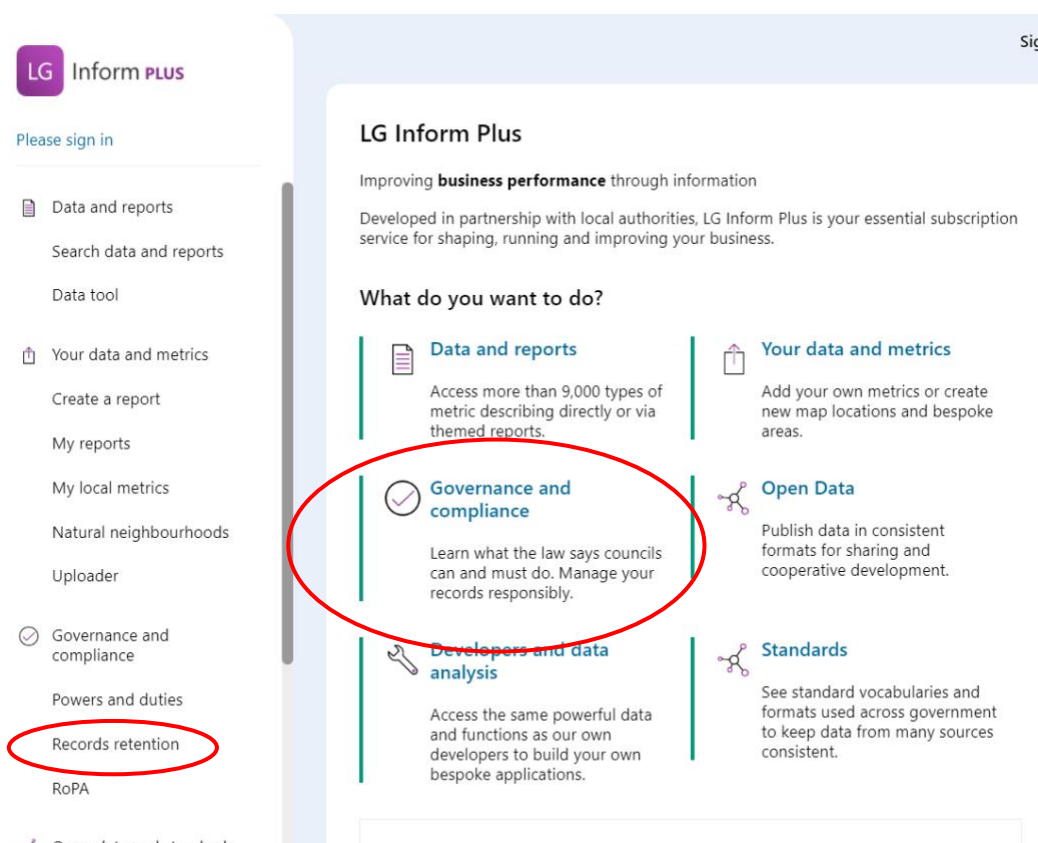 LG Inform PLUS
Please sign in
Data and reports
Search data and reports
Data tool
Your data and metrics
Create a report
My reports
My local metrics
Natural neighbourhoods
Uploader
Governance and
compliance
Powers and duties
Records retention
RoPA
LG Inform Plus
Improving business performance through information
Developed in partnership with local authorities, LG Inform Plus is your essential subscription
service for shaping, running and improving your business.
What do you want to do?
Data and reports
Access more than 9,000 types of
metric describing directly or via
themed reports.
Your data and metrics
Add your own metrics or create
new map locations and bespoke
areas.
Governance and
compliance
Learn what the law says councils
can and must do. Manage your
records responsibly.
Open Data
Publish data in consistent
formats for sharing and
cooperative development.
Developers and data
analysis
Access the same powerful data
and functions as our own
developers to build your own
bespoke applications.
Standards
See standard vocabularies and
formats used across government
to keep data from many sources
consistent.